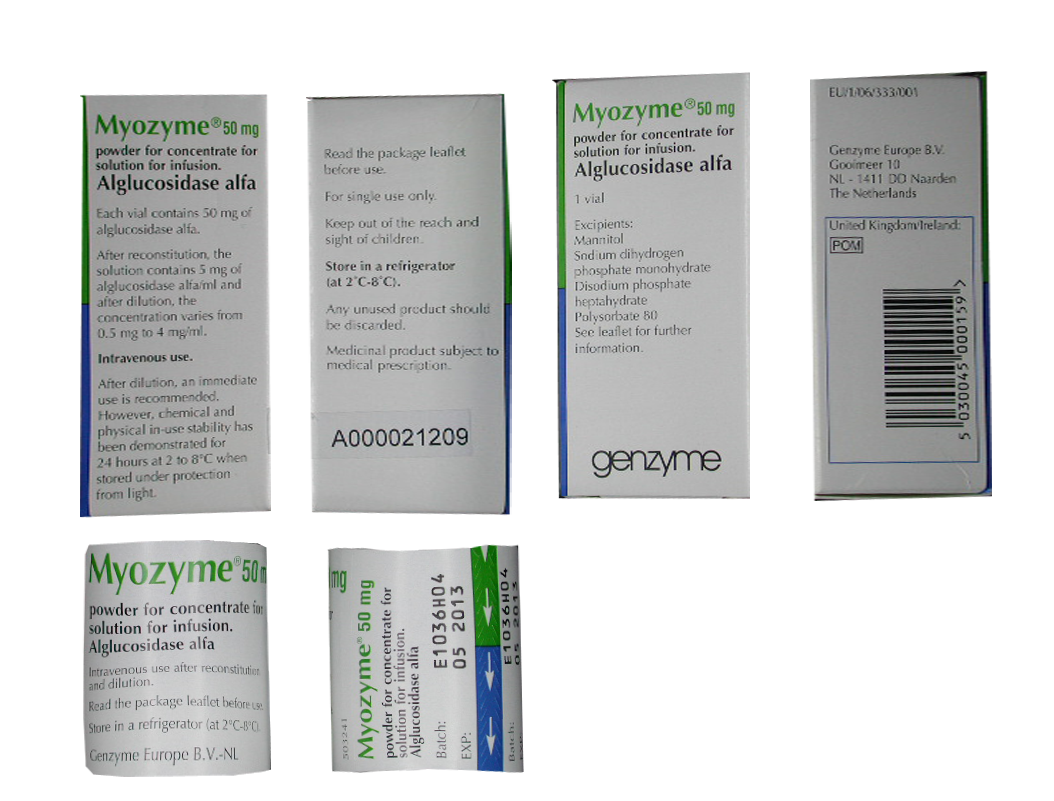 Myozyme® 50 mg
powder for concentrate for
solution for infusion.
Alglucosidase alfa
Each vial contains 50 mg of
alglucosidase alfa.
After reconstitution, the
solution contains 5 mg of
alglucosidase alfa/ml and
after dilution, the
concentration varies from
0.5 mg to 4 mg/ml.
Intravenous use.
After dilution, an immediate
use is recommended.
However, chemical and
physical in-use stability has
been demonstrated for
24 hours at 2 to 8°C when
stored under protection
from light.
Read the package leaflet
before use.
For single use only.
Keep out of the reach and
sight of children.
Store in a refrigerator
(at 2°C-8°C).
Any unused product should
be discarded.
Medicinal product subject to
medical prescription.
A000021209
Myozyme® 50 mg
powder for concentrate for
solution for infusion.
Alglucosidase alfa
1 vial
Excipients:
Mannitol
Sodium dihydrogen
phosphate monohydrate
Disodium phosphate
heptahydrate
Polysorbate 80
See leaflet for further
information.
genzyme
EU/1/06/333/001
Genzyme Europe B.V.
Gooimeer 10
NL - 1411 DD Naarden
The Netherlands
United Kingdom/Ireland:
POM
5 030045 000159 >
Myozyme® 50 m
powder for concentrate for
solution for infusion.
Alglucosidase alfa
Intravenous use after reconstitution
and dilution.
Read the package leaflet before use.
Store in a refrigerator (at 2°C-8°C).
Genzyme Europe B.V.-NL
mg
503241
Myozyme® 50 mg
powder for concentrate for
solution for infusion.
Alglucosidase alfa
Batch: E1036H04
EXP: 05 2013
Batch: E1036H04
05 2013